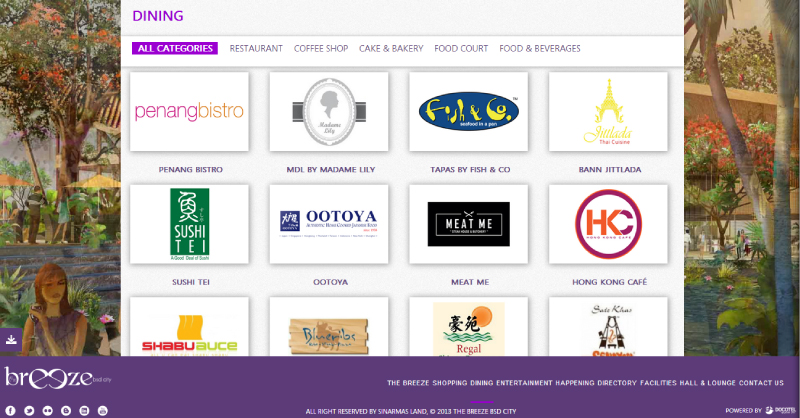 DINING
ALL CATEGORIES RESTAURANT COFFEE SHOP CAKE & BAKERY FOOD COURT FOOD & BEVERAGES
penangbistro
Madame
Lily
Fish & Co.
seafood in a pan
Jittlada
Thai Cuisine
PENANG BISTRO MDL BY MADAME LILY TAPAS BY FISH & CO BANN JITTLADA
SUSHI
TEI
A Good Deal of Sushi
OOTOYA
MEAT ME
HKC
HONG KONG CAFE
SUSHI TEI OOTOYA MEAT ME HONG KONG CAFÉ
SHABUAUCE
豪苑
Regal
Sate Khas
breeze bsd city
THE BREEZE SHOPPING DINING ENTERTAINMENT HAPPENING DIRECTORY FACILITIES HALL & LOUNGE CONTACT US
ALL RIGHT RESERVED BY SINARMAS LAND, © 2013 THE BREEZE BSD CITY
POWERED BY